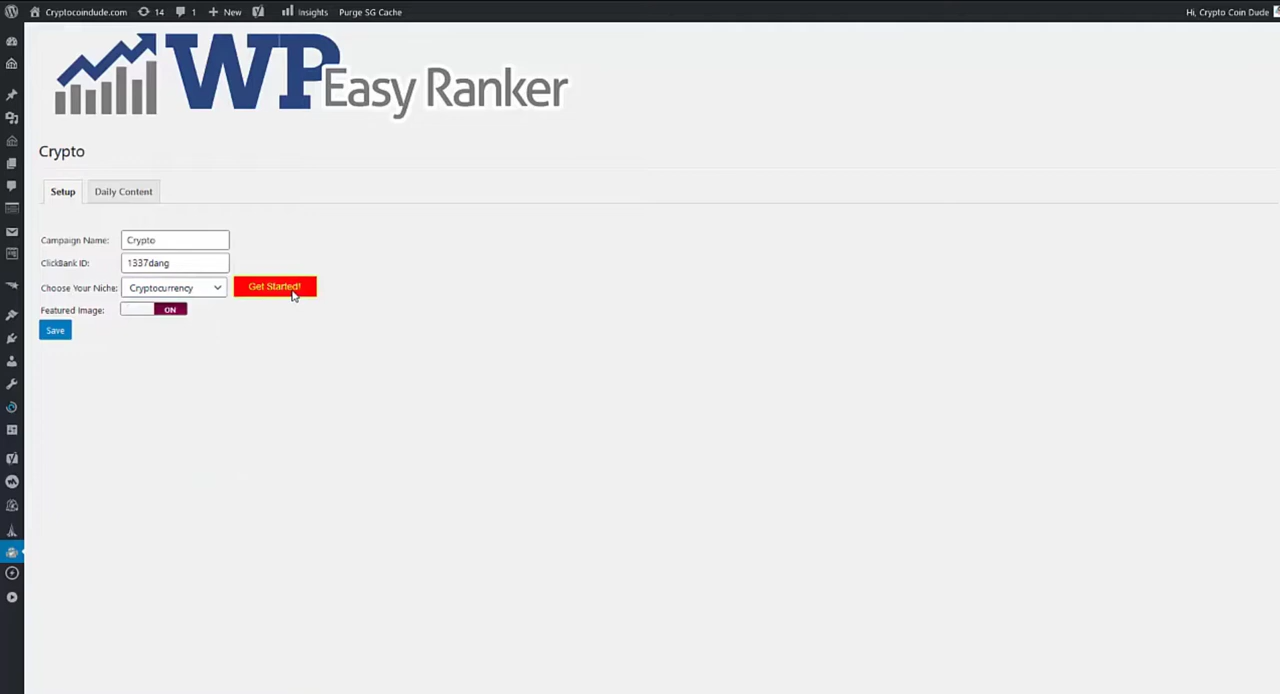 Cryptocoindude.com 14 1 New Insights Purge SG Cache Hi, Crypto Coin Dude
WP Easy Ranker
Crypto
Setup Daily Content
Campaign Name: Crypto
ClickBank ID: 1337dang
Choose Your Niche: Cryptocurrency Get Started!
Featured Image: ON
Save